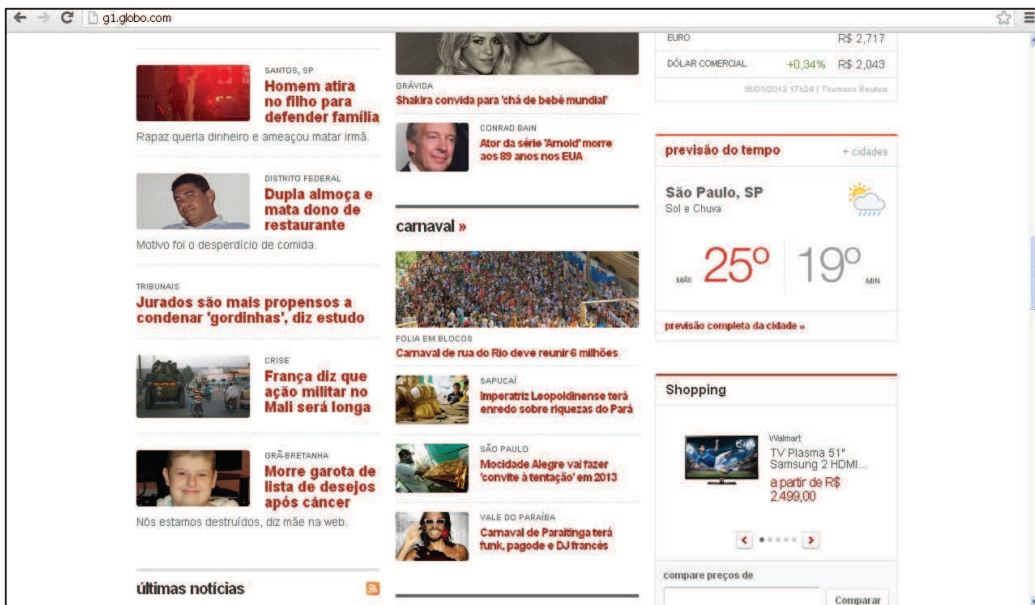 g1.globo.com
SANTOS, SP
Homem atira
no filho para
defender família
Rapaz queria dinheiro e ameaçou matar irmã.
DISTRITO FEDERAL
Dupla almoça e
mata dono de
restaurante
Motivo foi o desperdício de comida.
TRIBUNAIS
Jurados são mais propensos a
condenar 'gordinhas', diz estudo
CRISE
França diz que
ação militar no
Mali será longa
GRÃ-BRETANHA
Morre garota de
lista de desejos
após câncer
Nós estamos destruídos, diz mãe na web.
últimas notícias
GRÁVIDA
Shakira convida para 'chá de bebê mundial'
CONRAD BAIN
Ator da série 'Arnold' morre
aos 89 anos nos EUA
carnaval »
FOLIA EM BLOCOS
Carnaval de rua do Rio deve reunir 6 milhões
SAPUCAÍ
Imperatriz Leopoldinense terá
enredo sobre riquezas do Pará
SÃO PAULO
Mocidade Alegre vai fazer
'convite à tentação' em 2013
VALE DO PARAÍBA
Carnaval de Paraitinga terá
funk, pagode e DJ francês
EURO R$ 2,717
DÓLAR COMERCIAL +0,34% R$ 2,043
16/01/2013 17h24 | Thomson Reuters
previsão do tempo + cidades
São Paulo, SP
Sol e Chuva
MÁX 25º 19º MIN
previsão completa da cidade »
Shopping
Walmart
TV Plasma 51"
Samsung 2 HDMI...
a partir de R$
2.499,00
compare preços de
Comparar